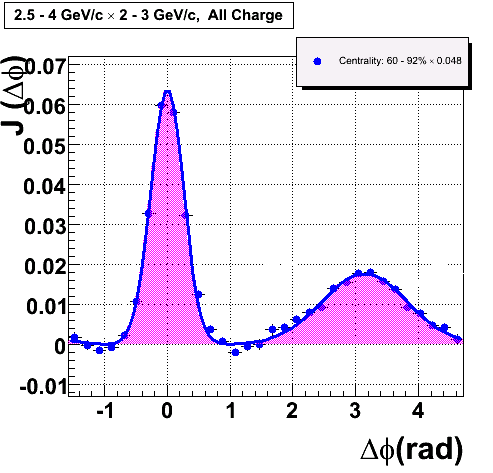 2.5 - 4 GeV/c × 2 - 3 GeV/c, All Charge
Centrality: 60 - 92% × 0.048
J (Δϕ)
0.07
0.06
0.05
0.04
0.03
0.02
0.01
0
-0.01
-1 0 1 2 3 4
Δϕ(rad)